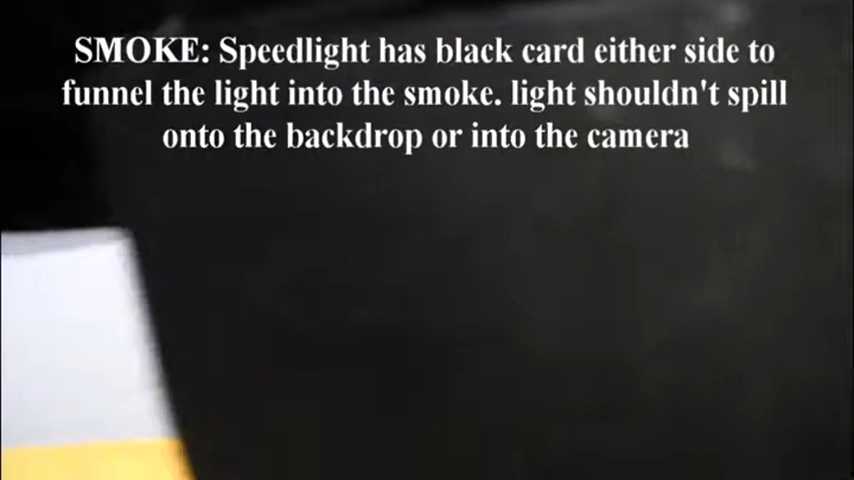 SMOKE: Speedlight has black card either side to
funnel the light into the smoke. light shouldn't spill
onto the backdrop or into the camera